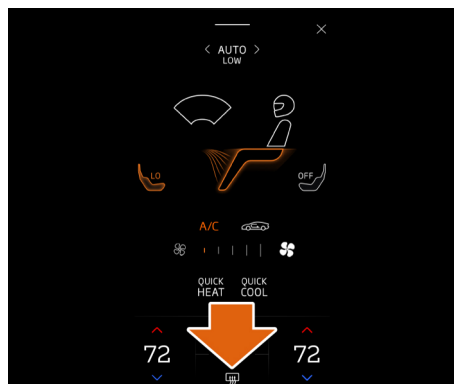 < AUTO >
LOW
LO
OFF
A/C
QUICK HEAT
QUICK COOL
72
72